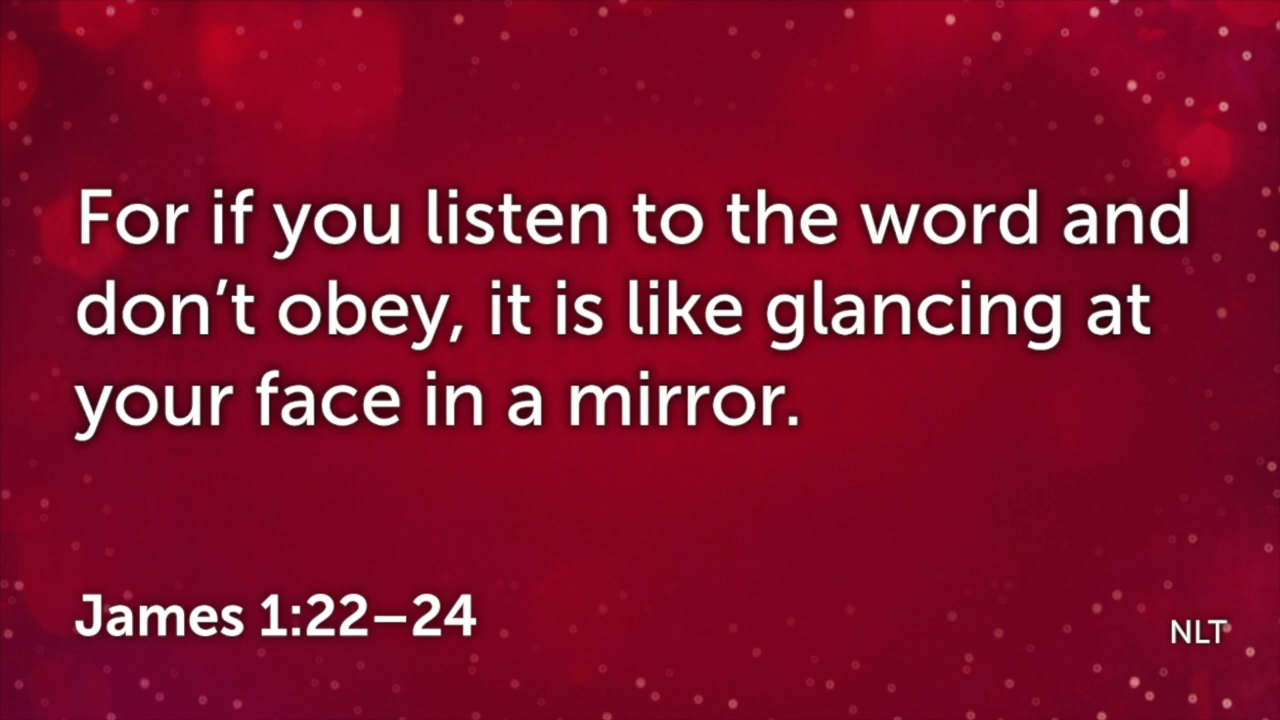 For if you listen to the word and
don’t obey, it is like glancing at
your face in a mirror.
James 1:22–24
NLT